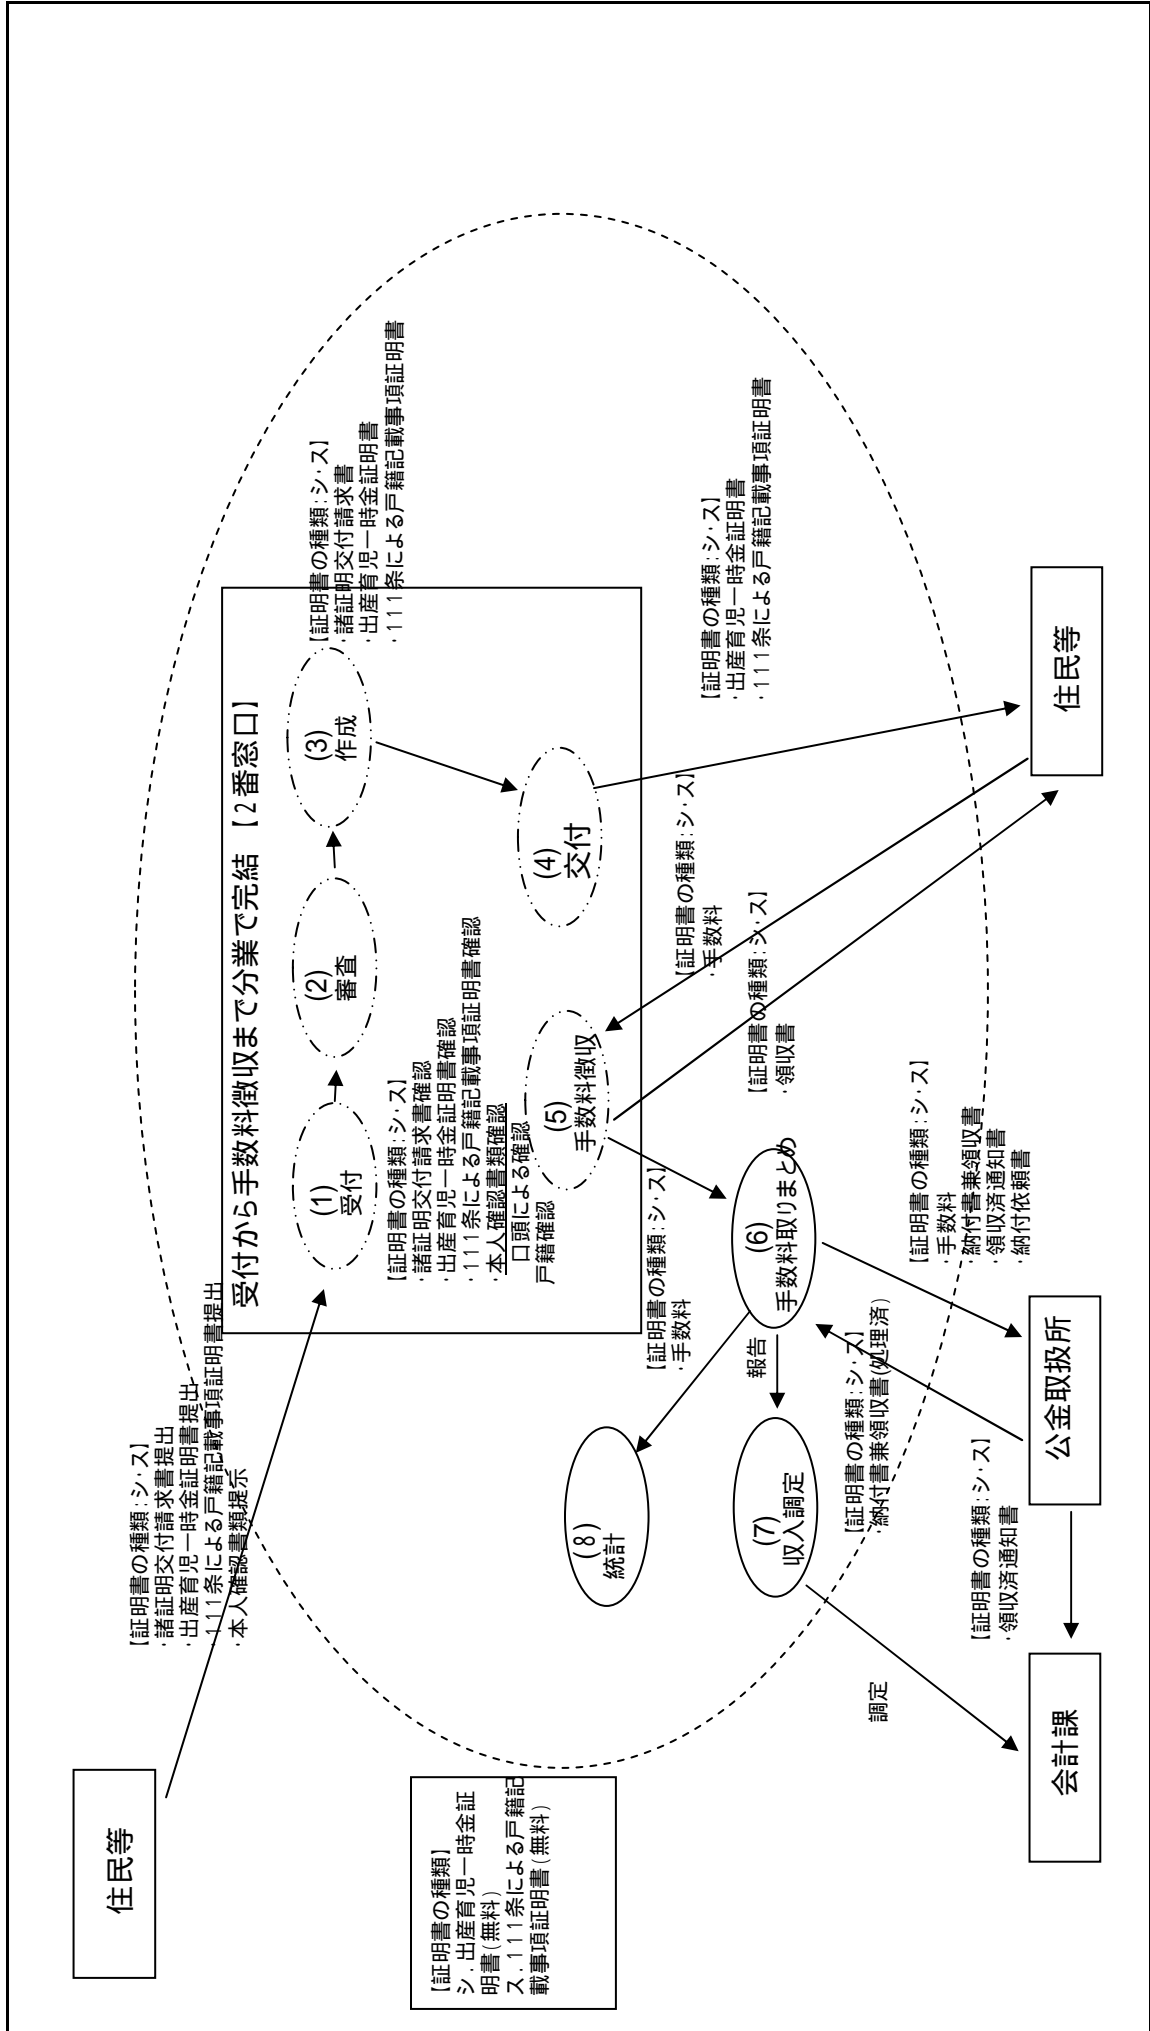 住民等
【証明書の種類:シ・ス】
・諸証明交付請求書提出
・出産育児一時金証明書提出
・111条による戸籍記載事項証明書提出
・本人確認書類提示
受付から手数料徴収まで分業で完結 【2番窓口】
(1)
受付
(2)
審査
(3)
作成
【証明書の種類:シ・ス】
・諸証明交付請求書
・出産育児一時金証明書
・111条による戸籍記載事項証明書
【証明書の種類:シ・ス】
・諸証明交付請求書確認
・出産育児一時金証明書確認
・111条による戸籍記載事項証明書確認
・本人確認書類確認
口頭による確認
戸籍確認
(4)
交付
(5)
手数料徴収
【証明書の種類】
シ.出産育児一時金証
明書(無料)
ス.111条による戸籍記
載事項証明書(無料)
(8)
統計
【証明書の種類:シ・ス】
・手数料
【証明書の種類:シ・ス】
・手数料
【証明書の種類:シ・ス】
・出産育児一時金証明書
・111条による戸籍記載事項証明書
(7)
収入調定
報告
(6)
手数料取りまとめ
【証明書の種類:シ・ス】
・領収書
調定
【証明書の種類:シ・ス】
・納付書兼領収書(処理済)
【証明書の種類:シ・ス】
・手数料
・納付書兼領収書
・領収済通知書
・納付依頼書
【証明書の種類:シ・ス】
・領収済通知書
会計課
公金取扱所
住民等